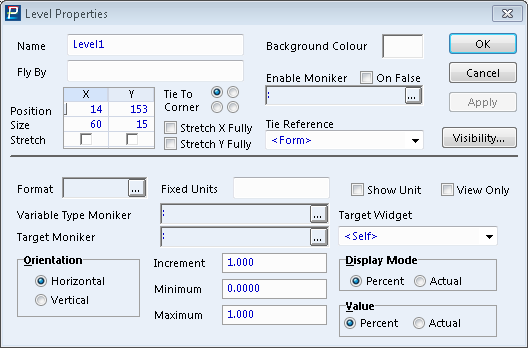 Level Properties
Name Level1 Background Colour OK
Fly By Enable Moniker On False Cancel
X Y Tie To Corner : ... Apply
Position 14 153
Size 60 15 Stretch X Fully Tie Reference
Stretch Stretch Y Fully <Form> Visibility...
Format ... Fixed Units Show Unit View Only
Variable Type Moniker : ... Target Widget
Target Moniker : ... <Self>
Orientation Increment 1.000 Display Mode
Horizontal Minimum 0.0000 Percent Actual
Vertical Maximum 1.000 Value
Percent Actual